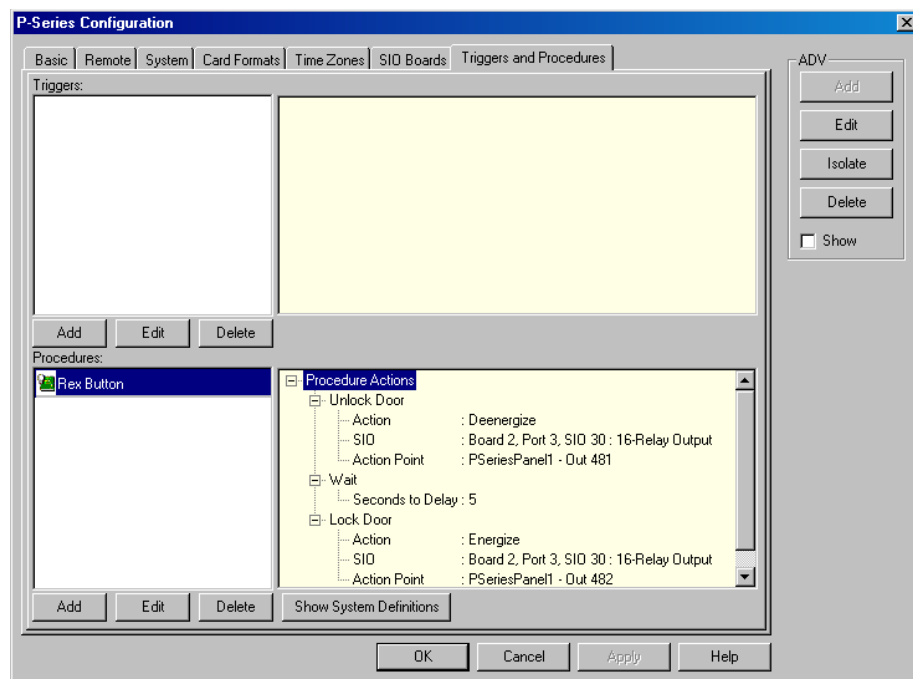 P-Series Configuration
Basic Remote System Card Formats Time Zones SIO Boards Triggers and Procedures
Triggers:
Add Edit Delete
Procedures:
Rex Button
Procedure Actions
Unlock Door
Action : Deenergize
SIO : Board 2, Port 3, SIO 30 : 16-Relay Output
Action Point : PSeriesPanel1 - Out 481
Wait
Seconds to Delay : 5
Lock Door
Action : Energize
SIO : Board 2, Port 3, SIO 30 : 16-Relay Output
Action Point : PSeriesPanel1 - Out 482
Add Edit Delete Show System Definitions
OK Cancel Apply Help
ADV
Add
Edit
Isolate
Delete
Show